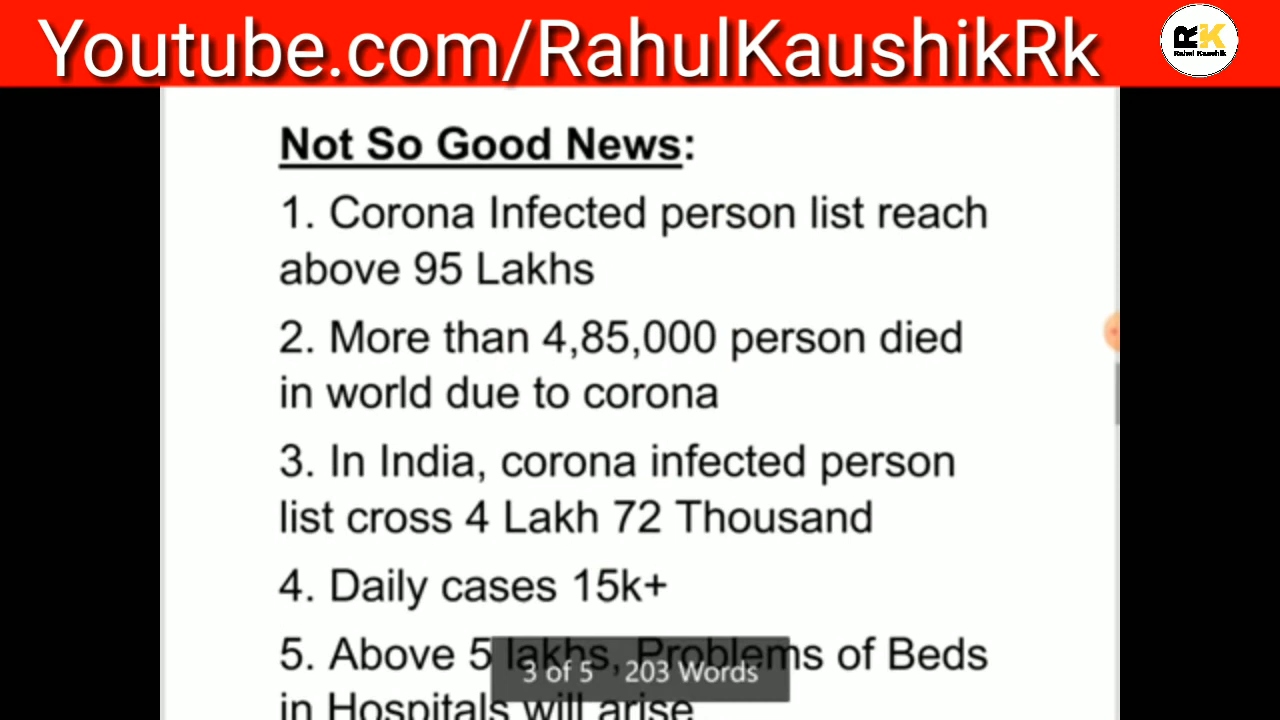 Youtube.com/RahulKaushikRk
RK
Rahul Kaushik
Not So Good News:
1. Corona Infected person list reach
above 95 Lakhs
2. More than 4,85,000 person died
in world due to corona
3. In India, corona infected person
list cross 4 Lakh 72 Thousand
4. Daily cases 15k+
5. Above 5 lakhs, Problems of Beds
in Hospitals will arise
3 of 5 203 Words